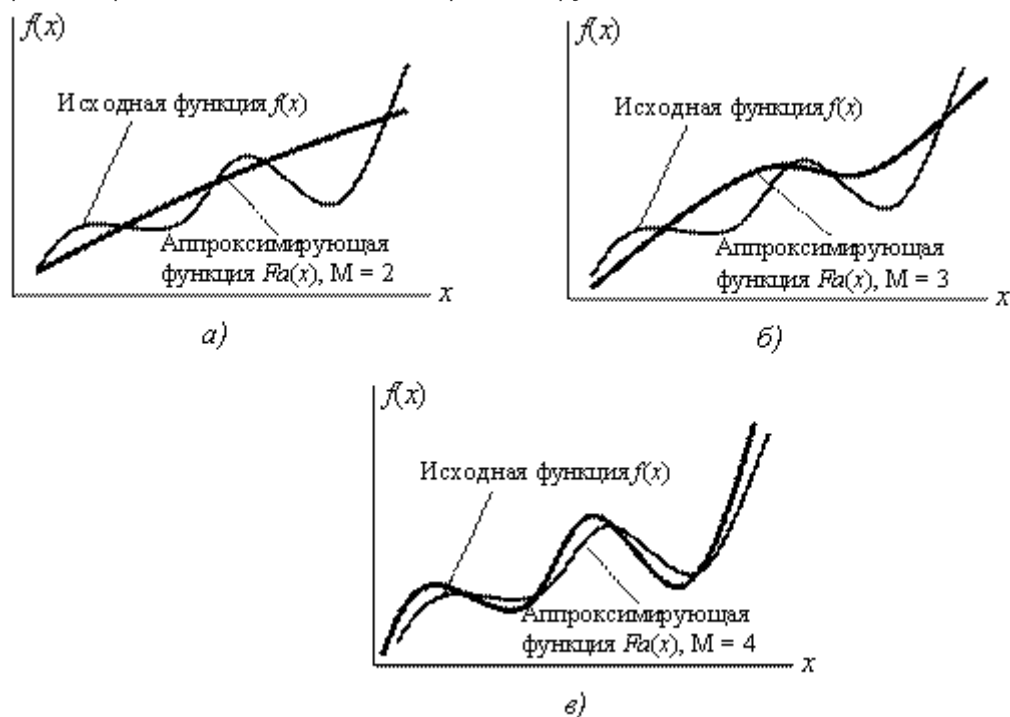 f(x)
Исходная функция f(x)
Аппроксимирующая
функция Fa(x), M = 2
x
а)
f(x)
Исходная функция f(x)
Аппроксимирующая
функция Fa(x), M = 3
x
б)
f(x)
Исходная функция f(x)
Аппроксимирующая
функция Fa(x), M = 4
x
в)